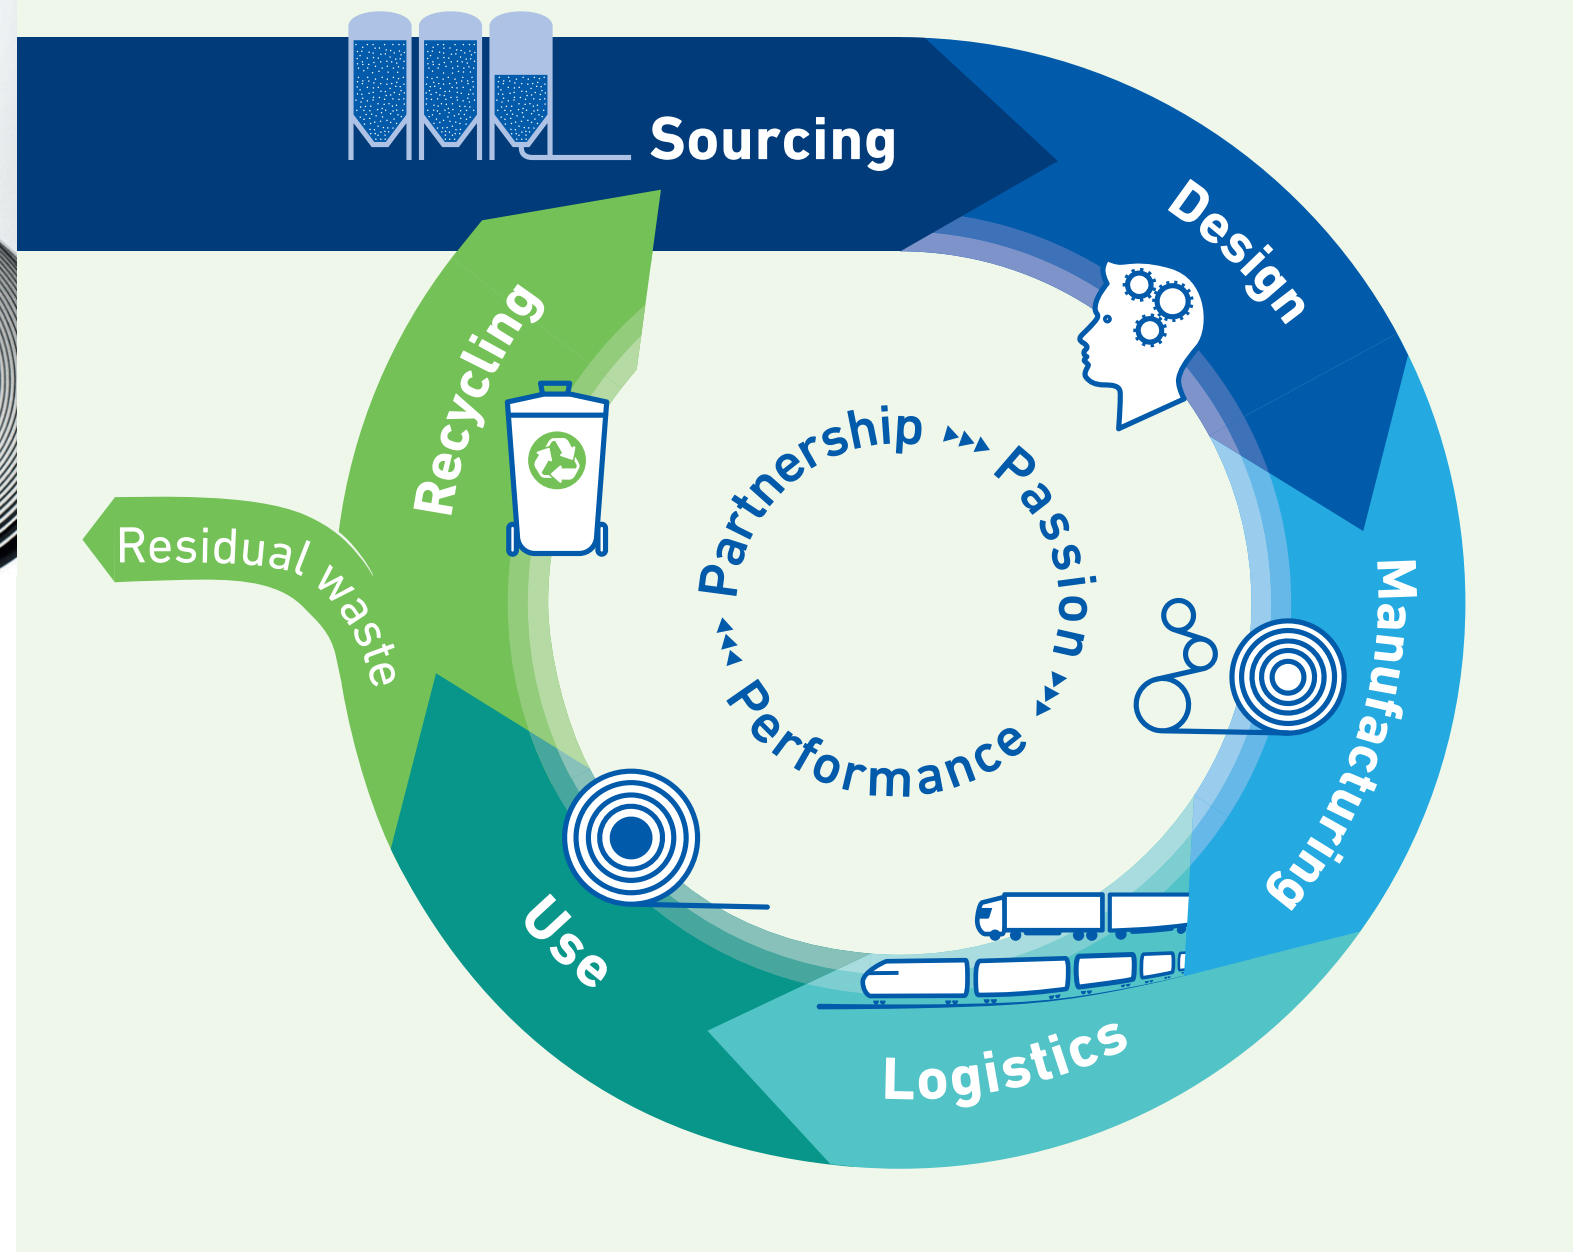 Sourcing
Design
Manufacturing
Logistics
Use
Recycling
Residual waste
Partnership
Passion
Performance